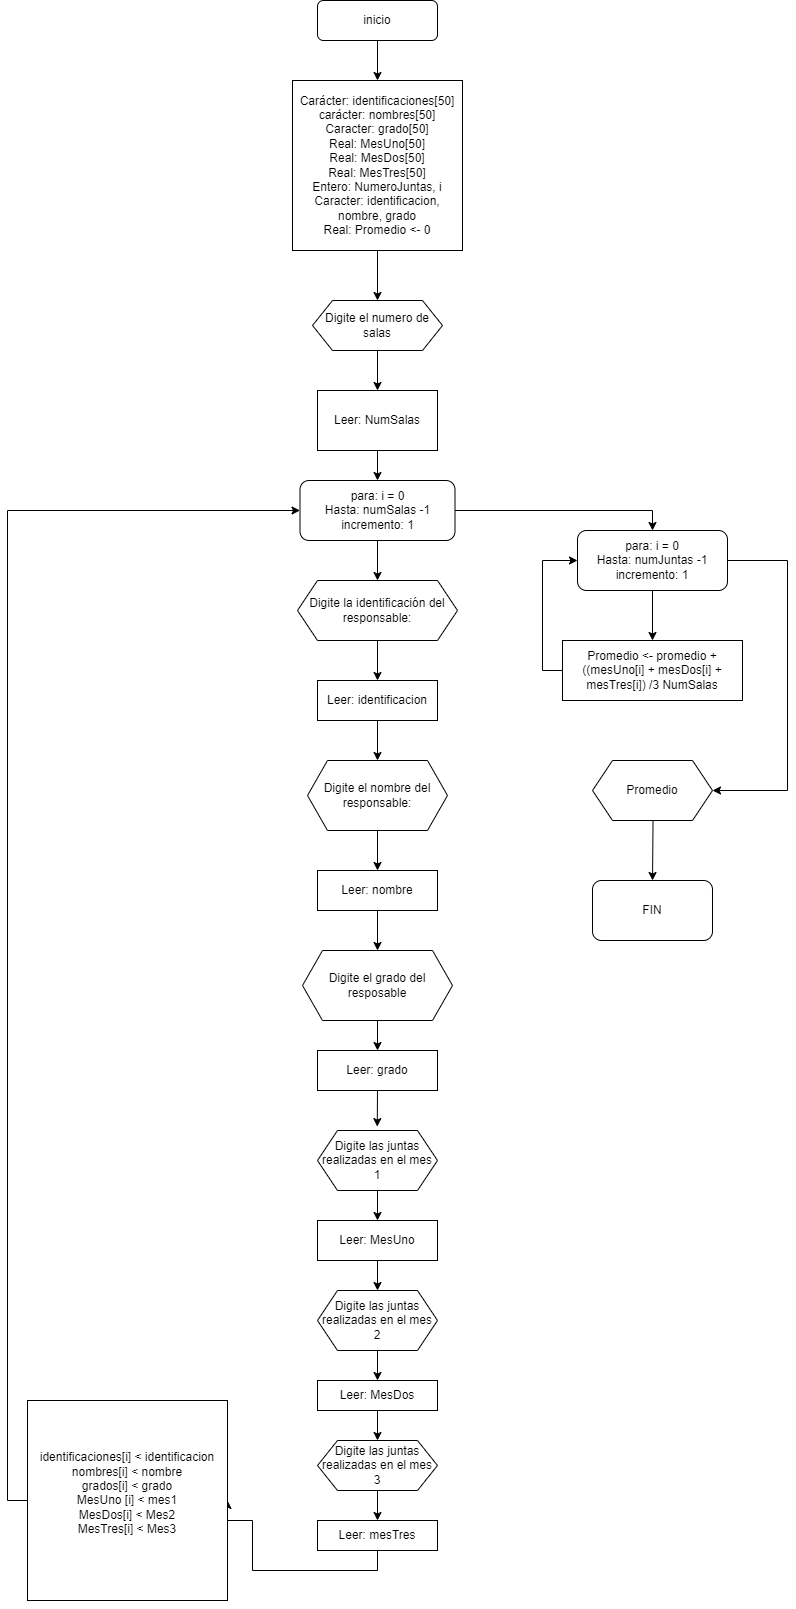 inicio
Carácter: identificaciones[50]
carácter: nombres[50]
Caracter: grado[50]
Real: MesUno[50]
Real: MesDos[50]
Real: MesTres[50]
Entero: NumeroJuntas, i
Caracter: identificacion,
nombre, grado
Real: Promedio <- 0
Digite el numero de
salas
Leer: NumSalas
para: i = 0
Hasta: numSalas -1
incremento: 1
Digite la identificación del
responsable:
Leer: identificacion
Digite el nombre del
responsable:
Leer: nombre
Digite el grado del
resposable
Leer: grado
Digite las juntas
realizadas en el mes
1
Leer: MesUno
Digite las juntas
realizadas en el mes
2
Leer: MesDos
Digite las juntas
realizadas en el mes
3
Leer: mesTres
identificaciones[i] < identificacion
nombres[i] < nombre
grados[i] < grado
MesUno [i] < mes1
MesDos[i] < Mes2
MesTres[i] < Mes3
para: i = 0
Hasta: numJuntas -1
incremento: 1
Promedio <- promedio +
((mesUno[i] + mesDos[i] +
mesTres[i]) /3 NumSalas
Promedio
FIN